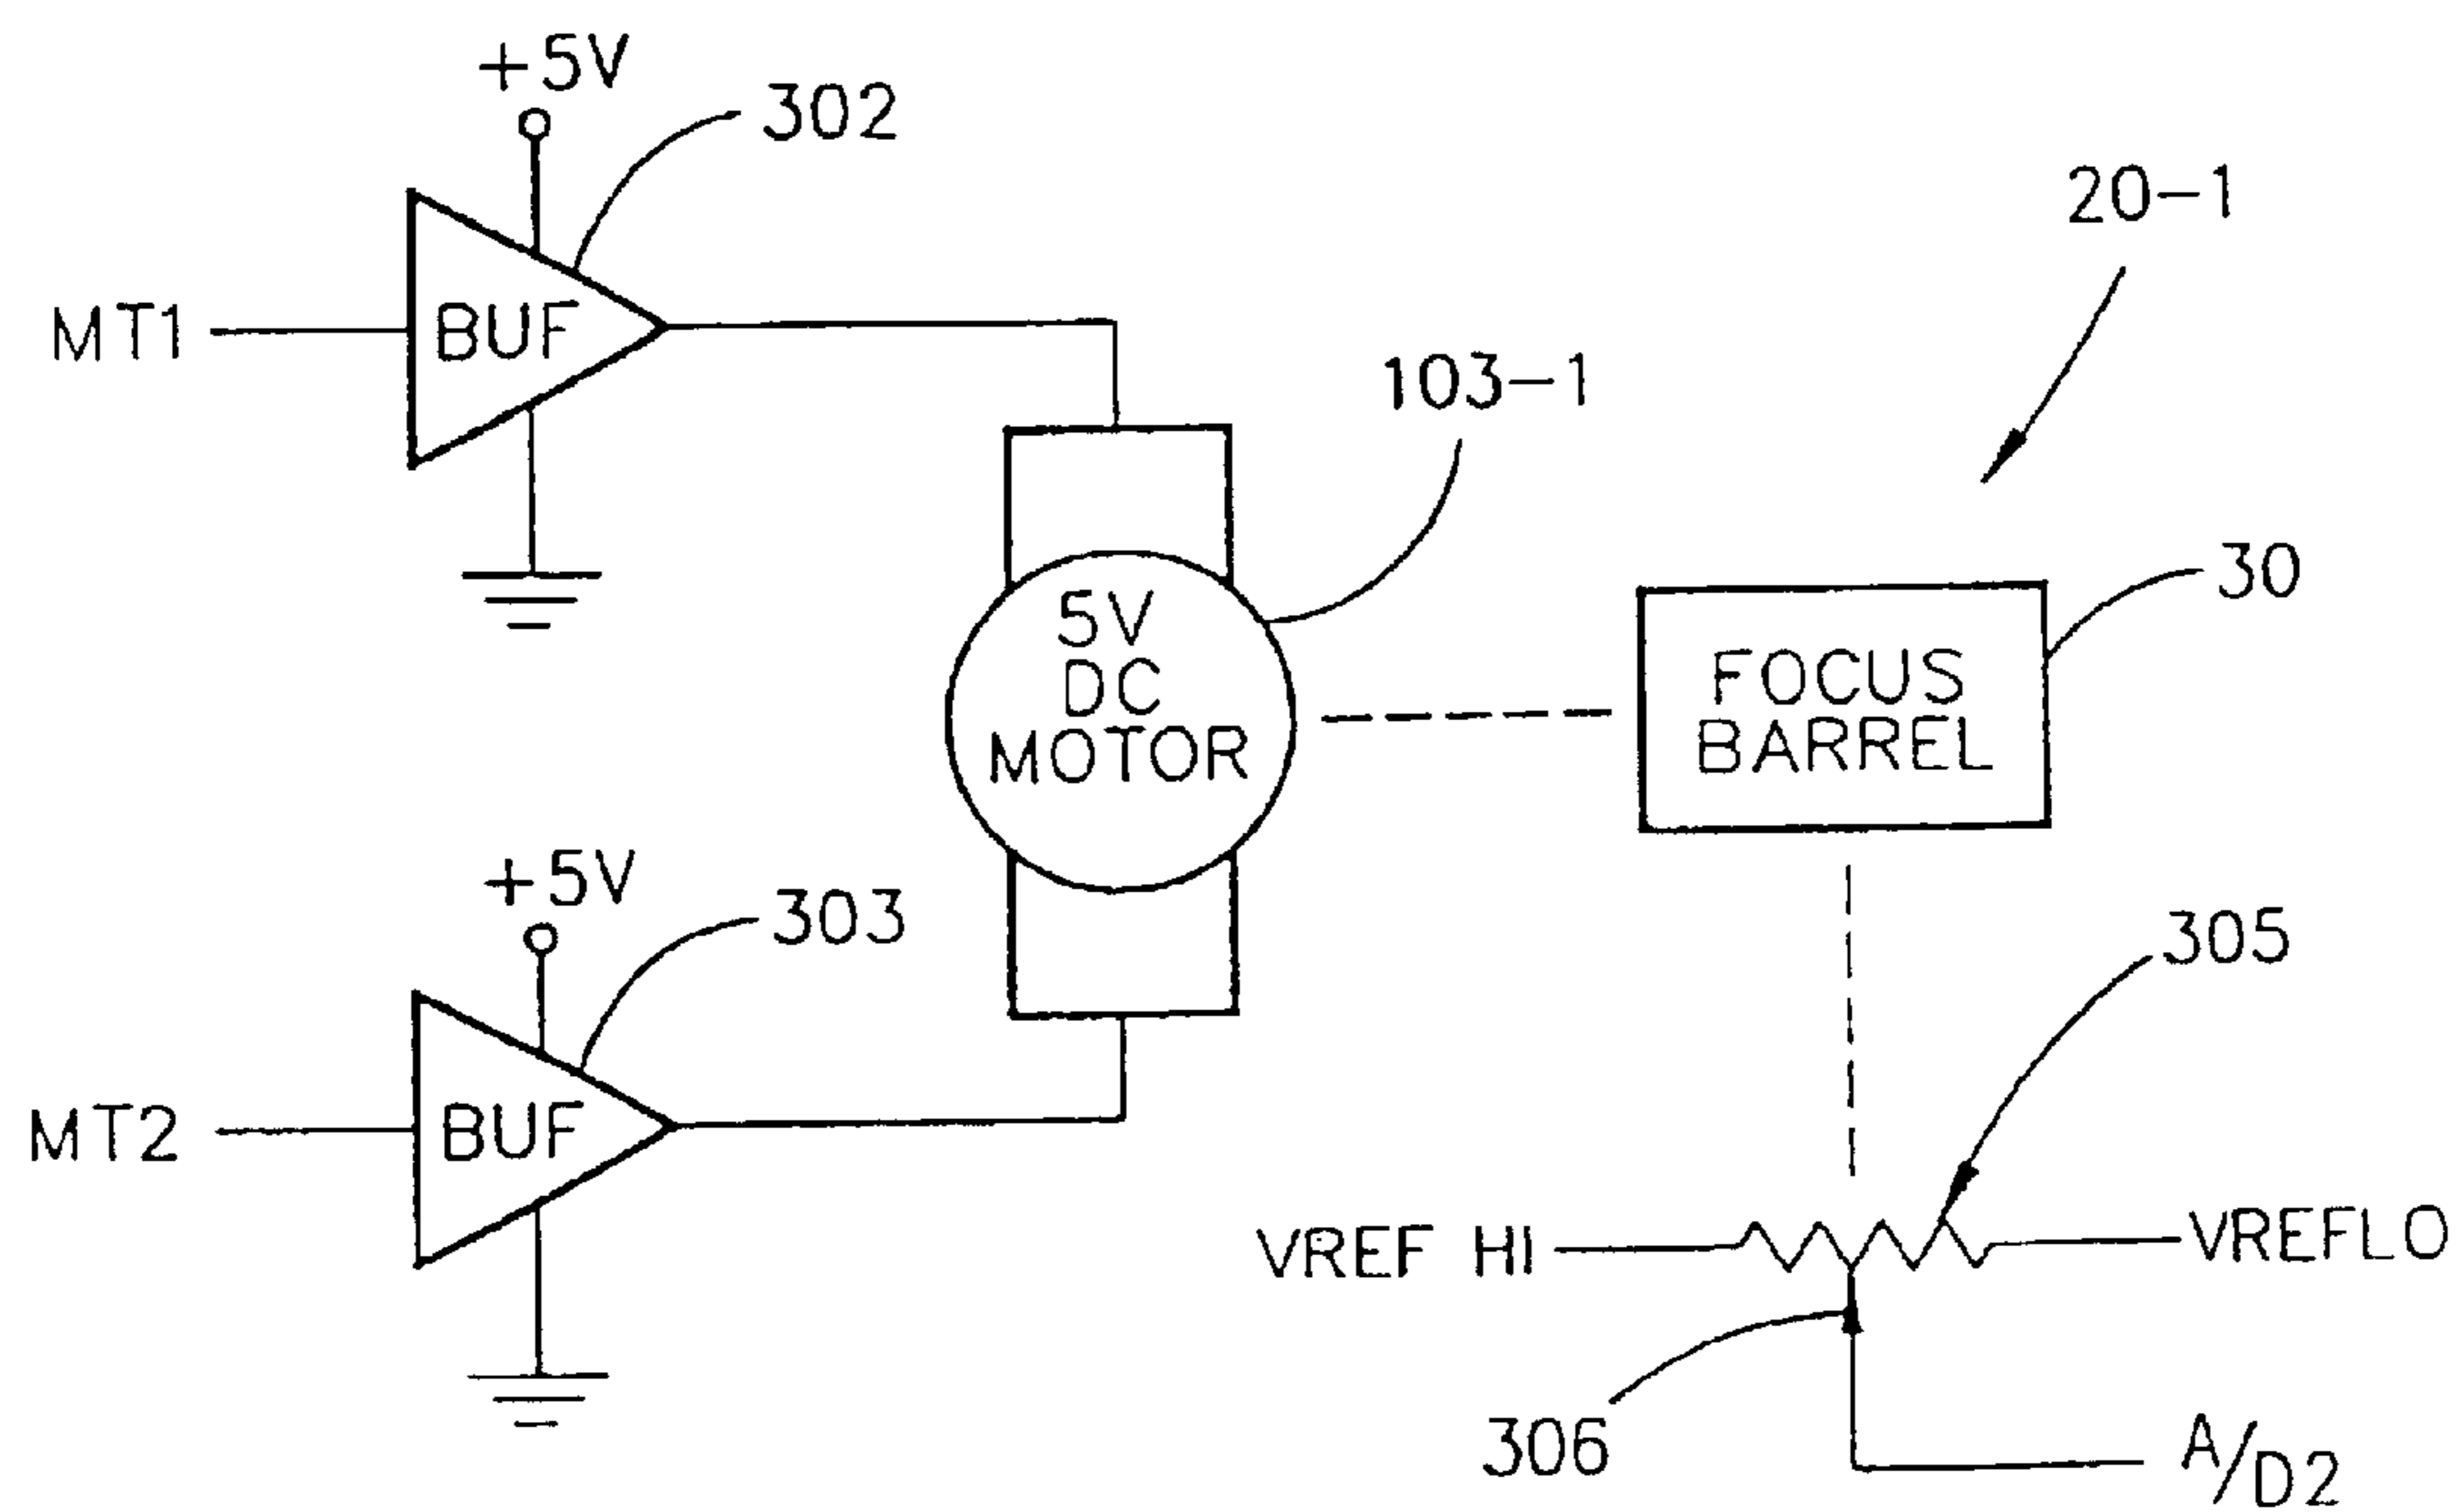 +5V
302
20-1
MT1
BUF
103-1
5V
DC
MOTOR
30
FOCUS
BARREL
+5V
303
305
MT2
BUF
VREF HI
VREFLO
306
A/D2